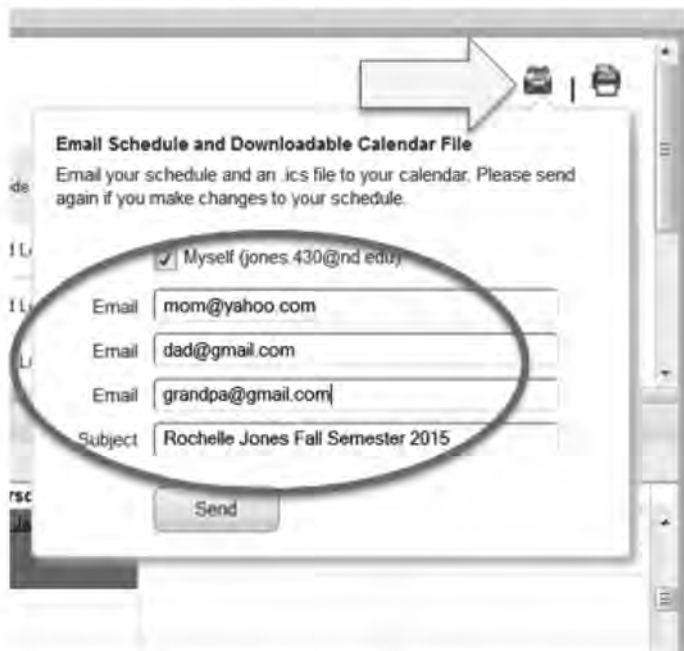 |
Email Schedule and Downloadable Calendar File
Email your schedule and an .ics file to your calendar. Please send
again if you make changes to your schedule.
Myself (jones.430@nd.edu)
Email mom@yahoo.com
Email dad@gmail.com
Email grandpa@gmail.com
Subject Rochelle Jones Fall Semester 2015
Send